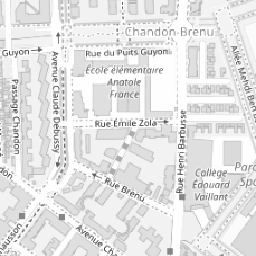 Chandon Brenu
Guyon
Rue du Puits Guyon
École élémentaire
Anatole
France
Passage Chandon
Avenue Claude Debussy
Rue Émile Zola
Rue Henri Barbusse
Collège
Édouard
Vaillant
Rue Brenu